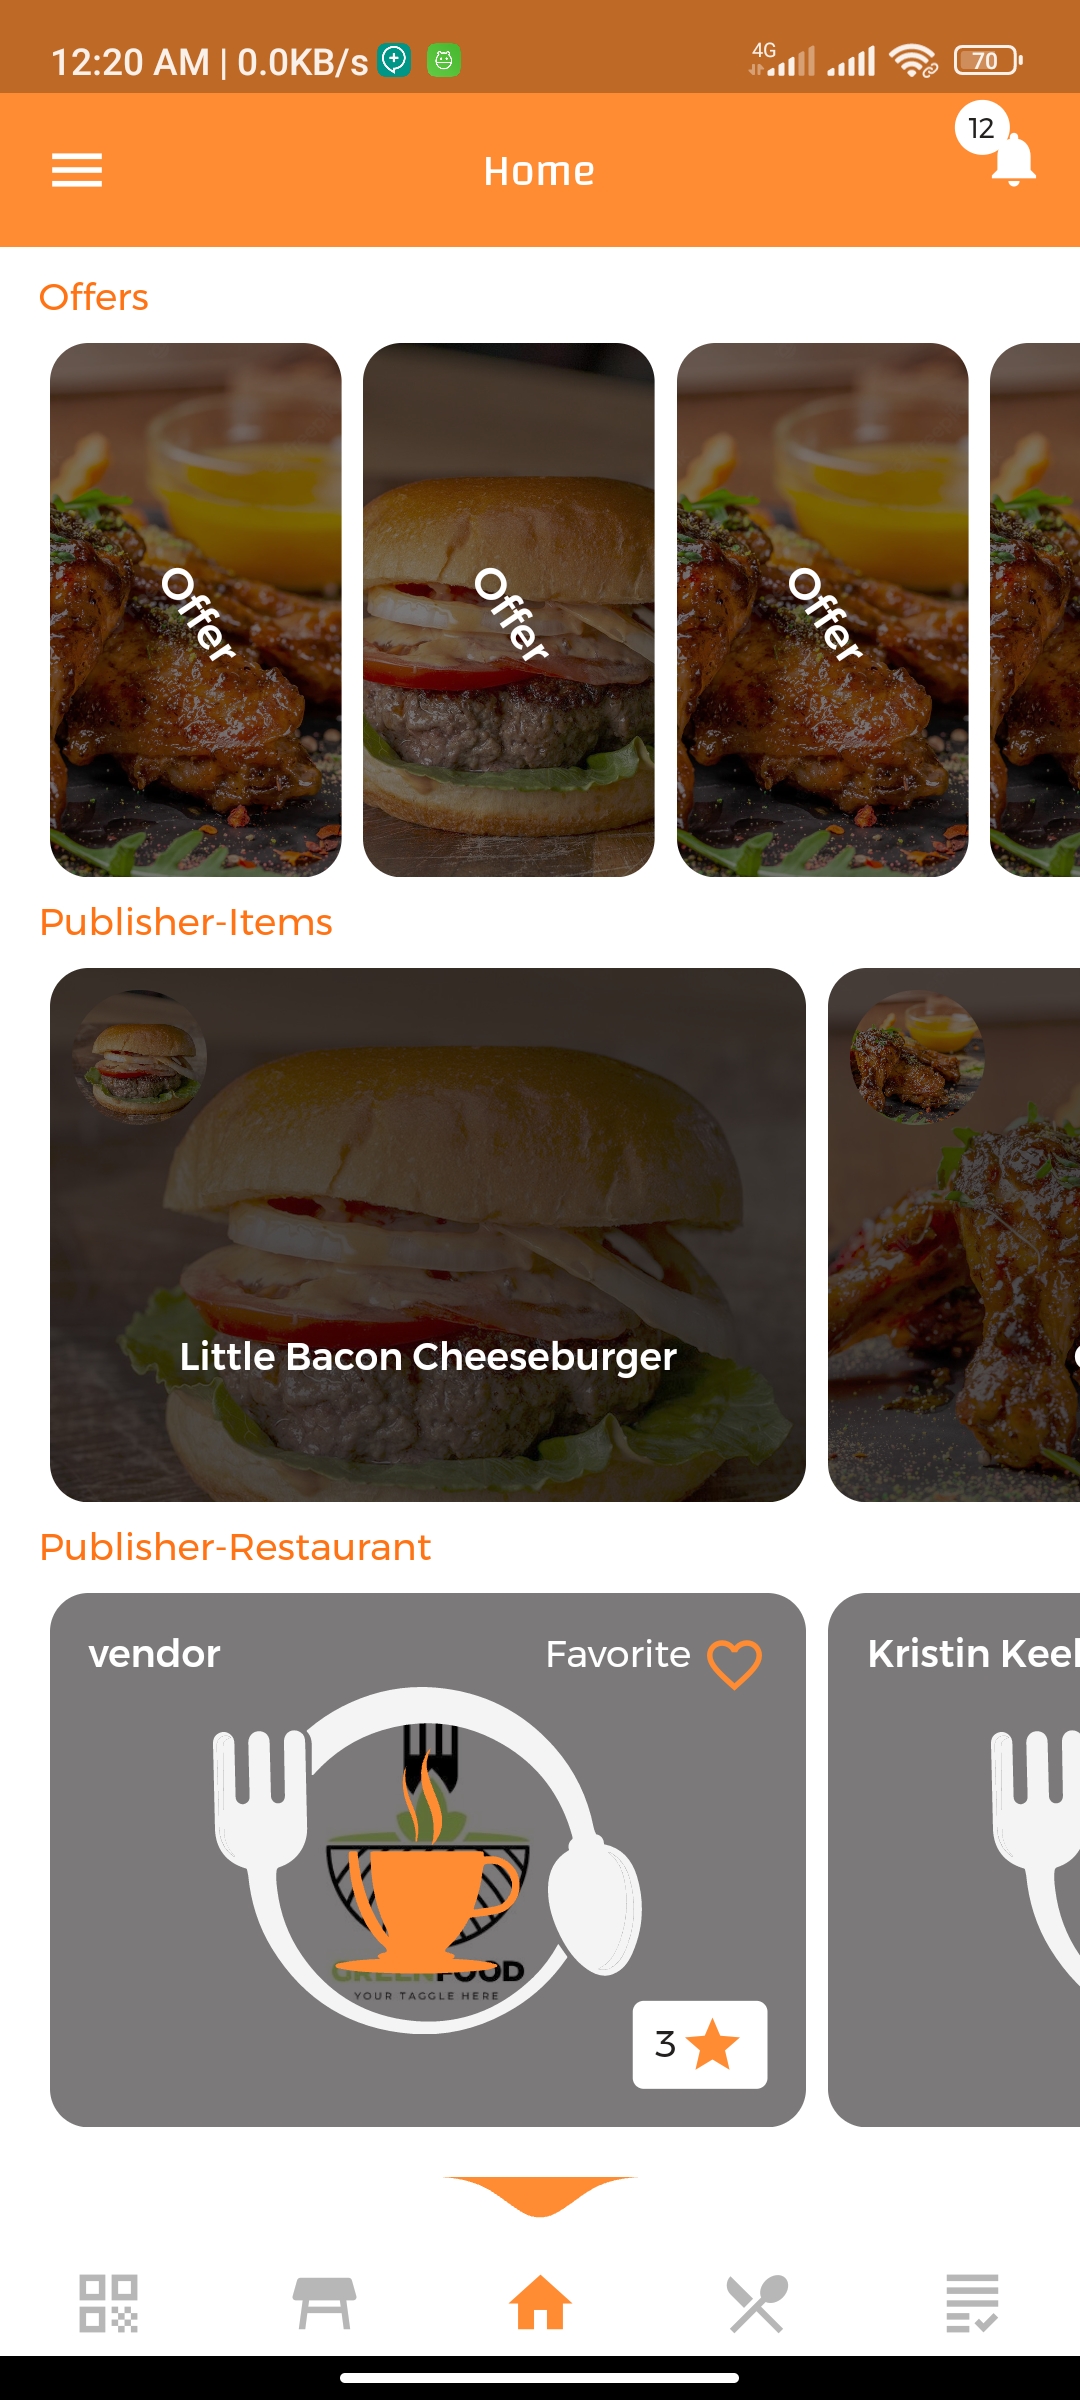 12:20 AM | 0.0KB/s
4G
70
12
Home
Offers
Offer
Offer
Offer
Publisher-Items
Little Bacon Cheeseburger
Publisher-Restaurant
vendor
Favorite
Kristin Keel
GREENFOOD
YOUR TAGGLE HERE
3